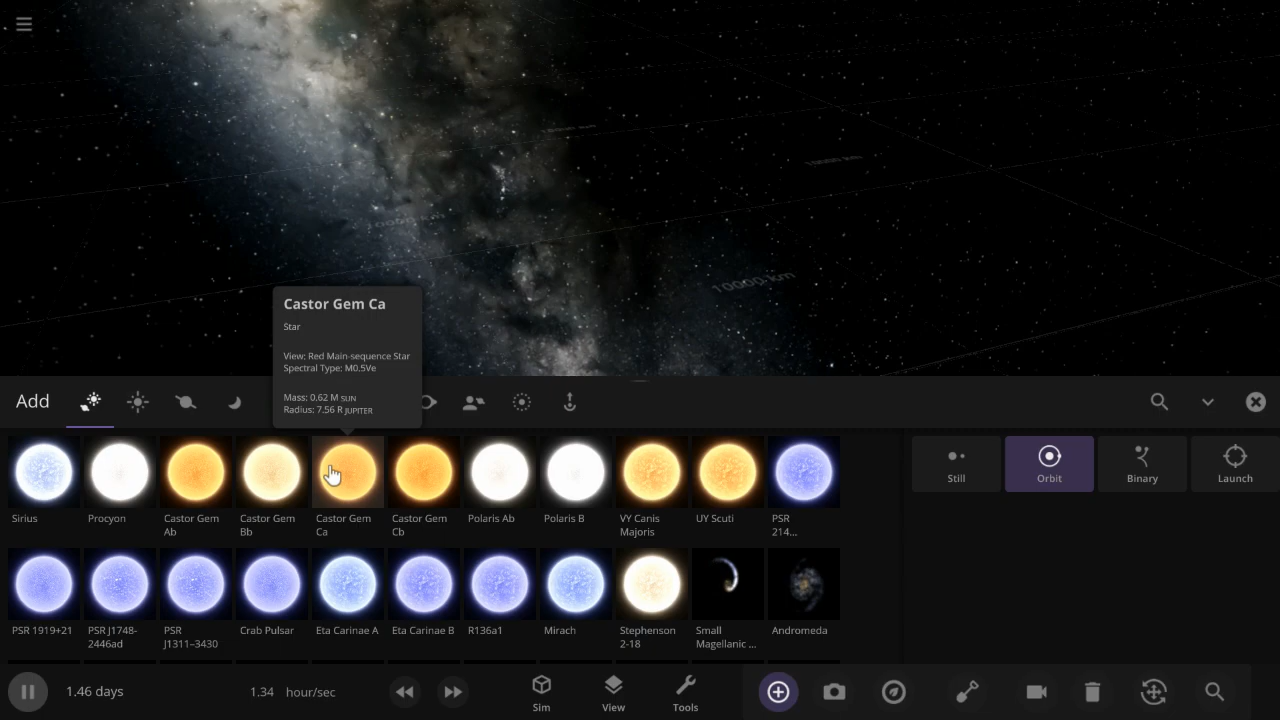 10000 km
Castor Gem Ca
Star
View: Red Main-sequence Star
Spectral Type: M0.5Ve
Mass: 0.62 M SUN
Radius: 7.56 R JUPITER
Add
Still
Orbit
Binary
Launch
Sirius
Procyon
Castor Gem
Ab
Castor Gem
Bb
Castor Gem
Ca
Castor Gem
Cb
Polaris Ab
Polaris B
VY Canis
Majoris
UY Scuti
PSR
214...
PSR 1919+21
PSR J1748-
2446ad
PSR
J1311–3430
Crab Pulsar
Eta Carinae A
Eta Carinae B
R136a1
Mirach
Stephenson
2-18
Small
Magellanic ...
Andromeda
1.46 days
1.34 hour/sec
Sim
View
Tools